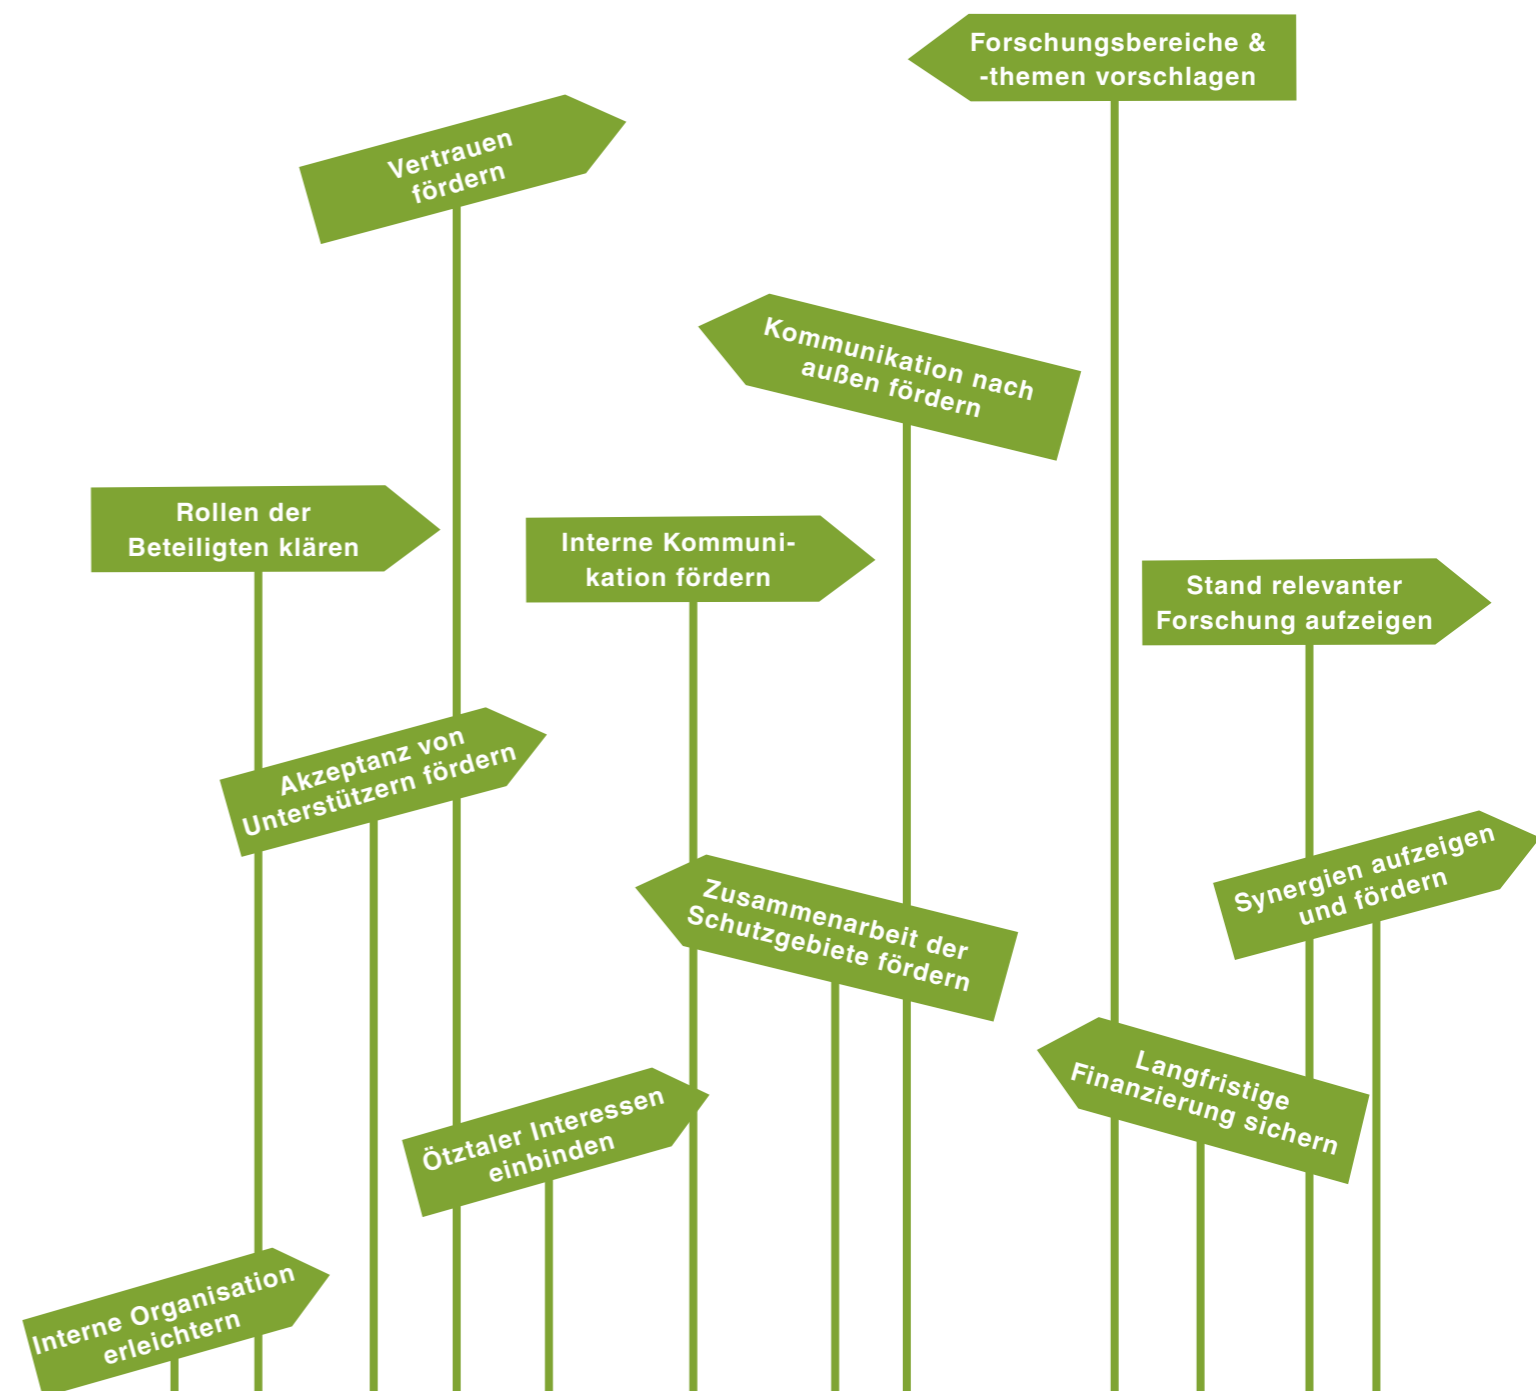 Forschungsbereiche &
-themen vorschlagen
Vertrauen
fördern
Kommunikation nach
außen fördern
Rollen der
Beteiligten klären
Interne Kommuni-
kation fördern
Stand relevanter
Forschung aufzeigen
Akzeptanz von
Unterstützern fördern
Synergien aufzeigen
und fördern
Zusammenarbeit der
Schutzgebiete fördern
Langfristige
Finanzierung sichern
Ötztaler Interessen
einbinden
Interne Organisation
erleichtern